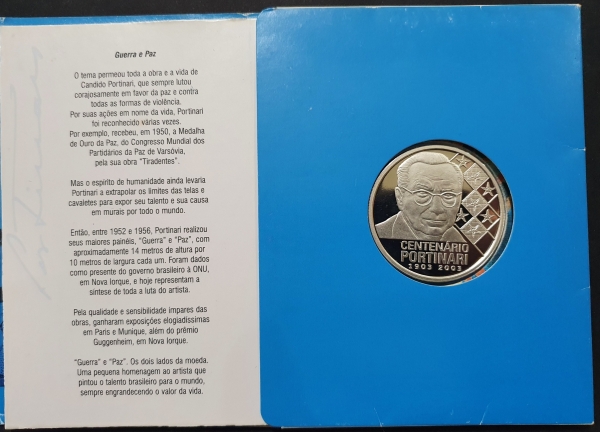 Guerra e Paz
O tema permeou toda a obra e a vida de
Candido Portinari, que sempre lutou
corajosamente em favor da paz e contra
todas as formas de violência.
Por suas ações em nome da vida, Portinari
foi reconhecido várias vezes.
Por exemplo, recebeu, em 1950, a Medalha
de Ouro da Paz, do Congresso Mundial dos
Partidários da Paz de Varsóvia,
pela sua obra "Tiradentes".
Mas o espírito de humanidade ainda levaria
Portinari a extrapolar os limites das telas e
cavaletes para expor seu talento e sua causa
em murais por todo o mundo.
Então, entre 1952 e 1956, Portinari realizou
seus maiores painéis, "Guerra" e "Paz", com
aproximadamente 14 metros de altura por
10 metros de largura cada um. Foram dados
como presente do governo brasileiro à ONU,
em Nova Iorque, e hoje representam a
síntese de toda a luta do artista.
Pela qualidade e sensibilidade impares das
obras, ganharam exposições elogiadíssimas
em Paris e Munique, além do prêmio
Guggenheim, em Nova Iorque.
"Guerra" e "Paz". Os dois lados da moeda.
Uma pequena homenagem ao artista que
pintou o talento brasileiro para o mundo,
sempre engrandecendo o valor da vida.
CENTENÁRIO
PORTINARI
1903 2003